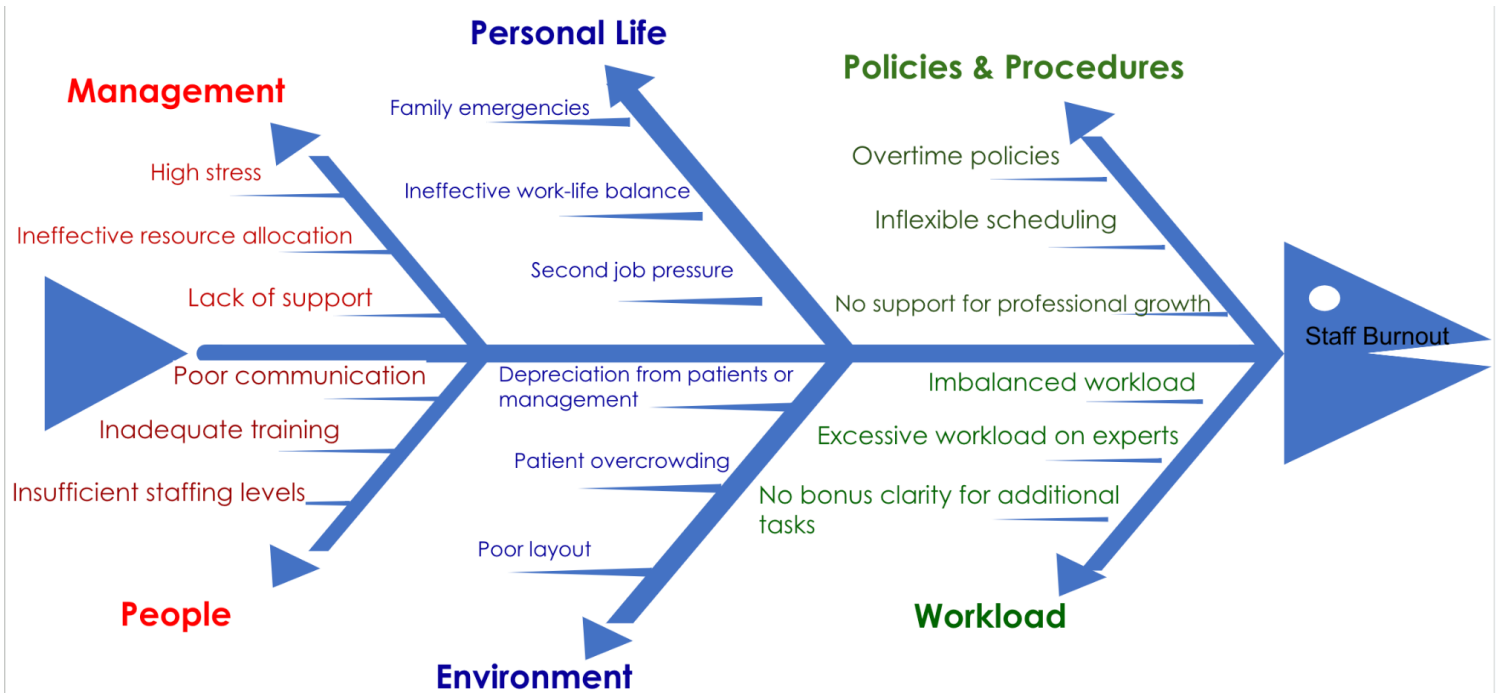 Personal Life
Policies & Procedures
Management
Family emergencies
Overtime policies
High stress
Ineffective work-life balance
Inflexible scheduling
Ineffective resource allocation
Second job pressure
Lack of support
No support for professional growth
Staff Burnout
Poor communication
Depreciation from patients or
management
Imbalanced workload
Inadequate training
Excessive workload on experts
Patient overcrowding
Insufficient staffing levels
No bonus clarity for additional
tasks
Poor layout
People
Workload
Environment